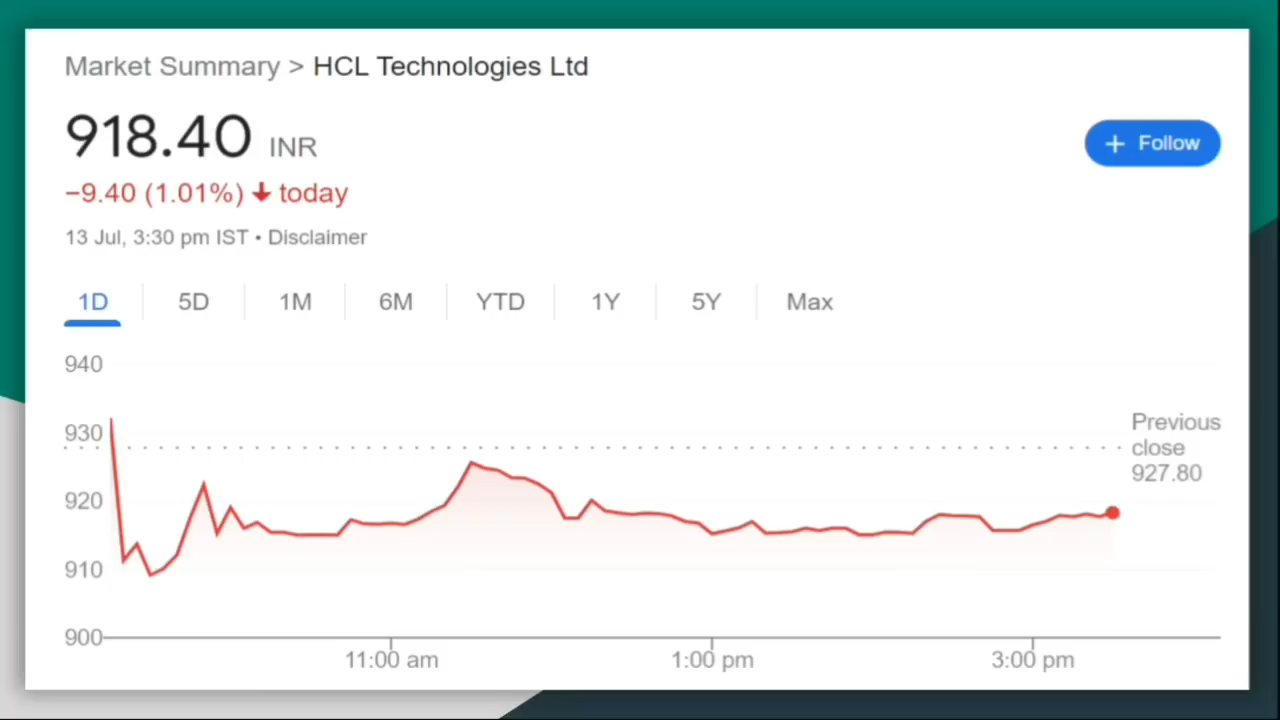 Market Summary > HCL Technologies Ltd
918.40 INR
+ Follow
−9.40 (1.01%) ↓ today
13 Jul, 3:30 pm IST • Disclaimer
1D 5D 1M 6M YTD 1Y 5Y Max
940
930
920
910
900
Previous
close
927.80
11:00 am 1:00 pm 3:00 pm